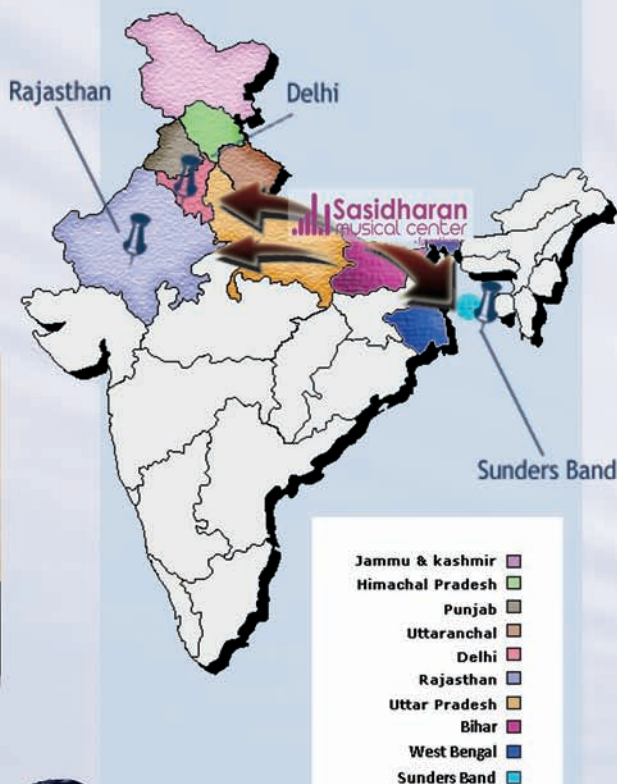 Rajasthan
Delhi
Sasidharan
musical center
Sunders Band
Jammu & kashmir
Himachal Pradesh
Punjab
Uttaranchal
Delhi
Rajasthan
Uttar Pradesh
Bihar
West Bengal
Sunders Band